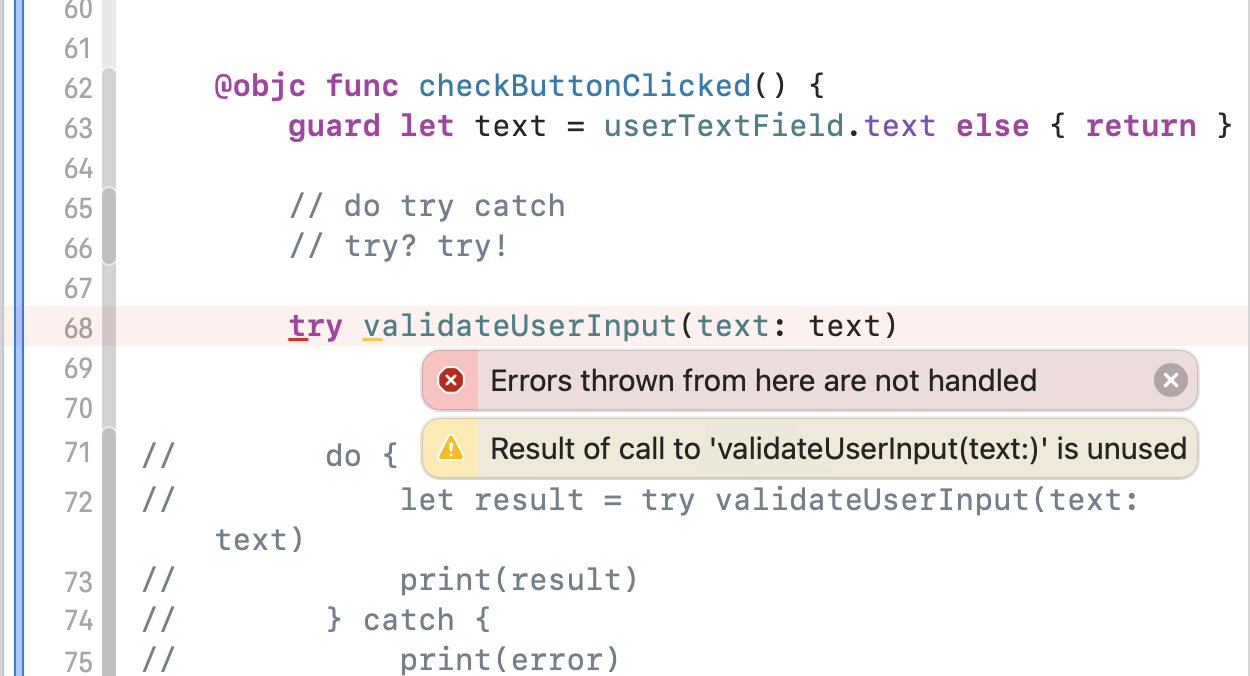 60
61
62 @objc func checkButtonClicked() {
63 guard let text = userTextField.text else { return }
64
65 // do try catch
66 // try? try!
67
68 try validateUserInput(text: text)
69 Errors thrown from here are not handled
70
71 // do { Result of call to 'validateUserInput(text:)' is unused
72 // let result = try validateUserInput(text:
text)
73 // print(result)
74 // } catch {
75 // print(error)